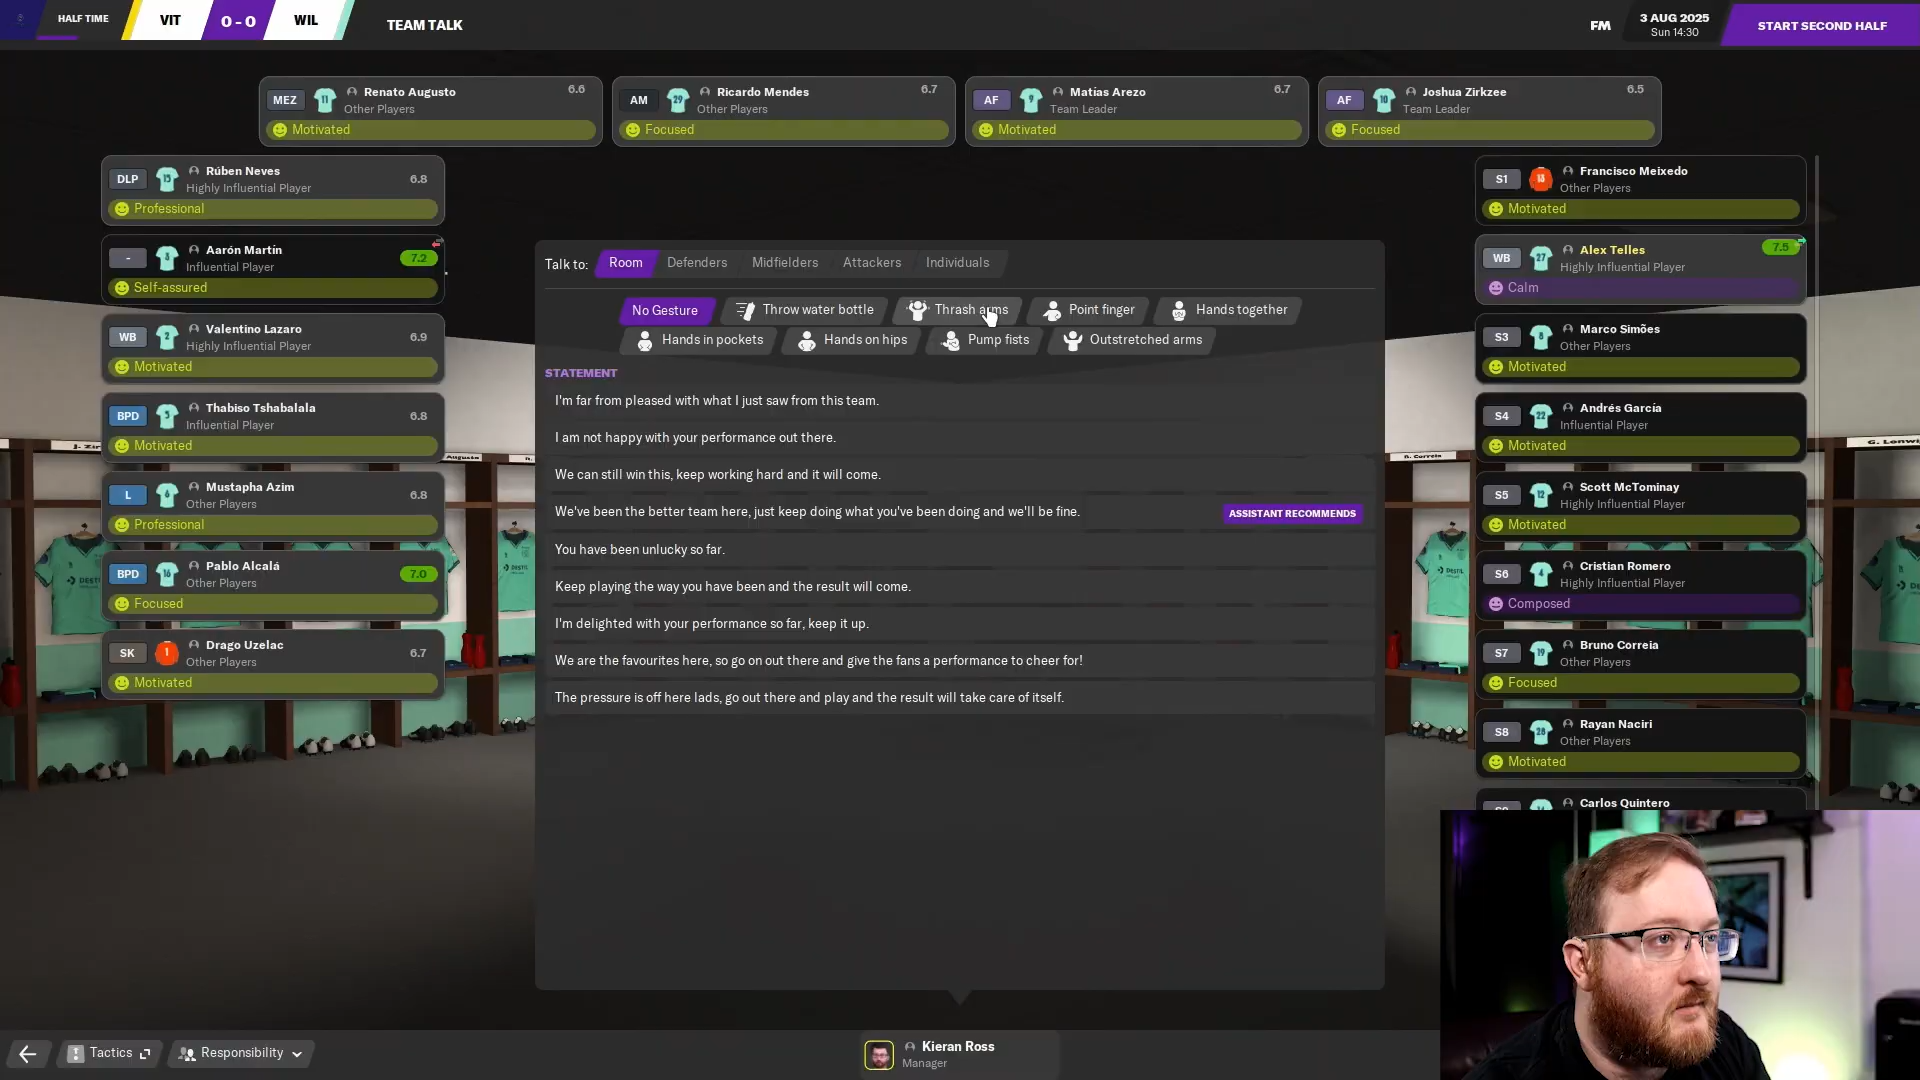 HALF TIME
VIT
0 - 0
WIL
TEAM TALK
FM
3 AUG 2025
Sun 14:30
START SECOND HALF
MEZ
11
Renato Augusto
Other Players
6.6
Motivated
AM
29
Ricardo Mendes
Other Players
6.7
Focused
AF
9
Matías Arezo
Team Leader
6.7
Motivated
AF
10
Joshua Zirkzee
Team Leader
6.5
Focused
DLP
Rúben Neves
Highly Influential Player
6.8
Professional
-
Aarón Martín
Influential Player
7.2
Self-assured
WB
2
Valentino Lazaro
Highly Influential Player
6.9
Motivated
BPD
Thabiso Tshabalala
Influential Player
6.8
Motivated
L
Mustapha Azim
Other Players
6.8
Professional
BPD
16
Pablo Alcalá
Other Players
7.0
Focused
SK
1
Drago Uzelac
Other Players
6.7
Motivated
Talk to:
Room
Defenders
Midfielders
Attackers
Individuals
No Gesture
Throw water bottle
Thrash arms
Point finger
Hands together
Hands in pockets
Hands on hips
Pump fists
Outstretched arms
STATEMENT
I'm far from pleased with what I just saw from this team.
I am not happy with your performance out there.
We can still win this, keep working hard and it will come.
We've been the better team here, just keep doing what you've been doing and we'll be fine.
ASSISTANT RECOMMENDS
You have been unlucky so far.
Keep playing the way you have been and the result will come.
I'm delighted with your performance so far, keep it up.
We are the favourites here, so go on out there and give the fans a performance to cheer for!
The pressure is off here lads, go out there and play and the result will take care of itself.
S1
13
Francisco Meixedo
Other Players
Motivated
WB
27
Alex Telles
Highly Influential Player
7.5
Calm
S3
8
Marco Simões
Other Players
Motivated
S4
22
Andrés García
Influential Player
Motivated
S5
12
Scott McTominay
Highly Influential Player
Motivated
S6
4
Cristian Romero
Highly Influential Player
Composed
S7
19
Bruno Correia
Other Players
Focused
S8
28
Rayan Naciri
Other Players
Motivated
Carlos Quintero
Tactics
Responsibility
Kieran Ross
Manager